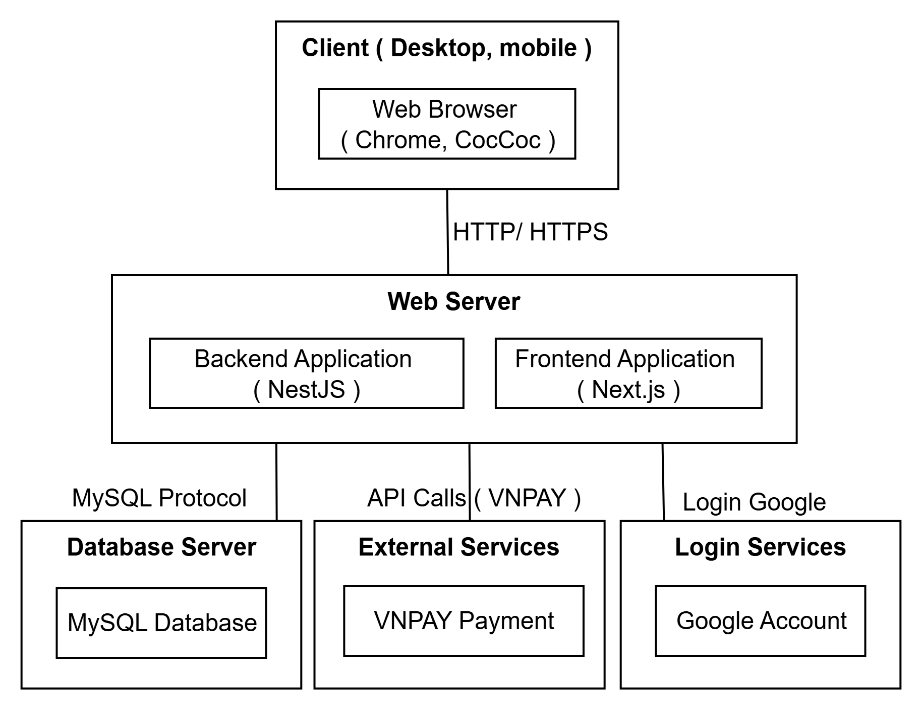 Client ( Desktop, mobile )
Web Browser
( Chrome, CocCoc )
HTTP/ HTTPS
Web Server
Backend Application
( NestJS )
Frontend Application
( Next.js )
MySQL Protocol
API Calls ( VNPAY )
Login Google
Database Server
MySQL Database
External Services
VNPAY Payment
Login Services
Google Account